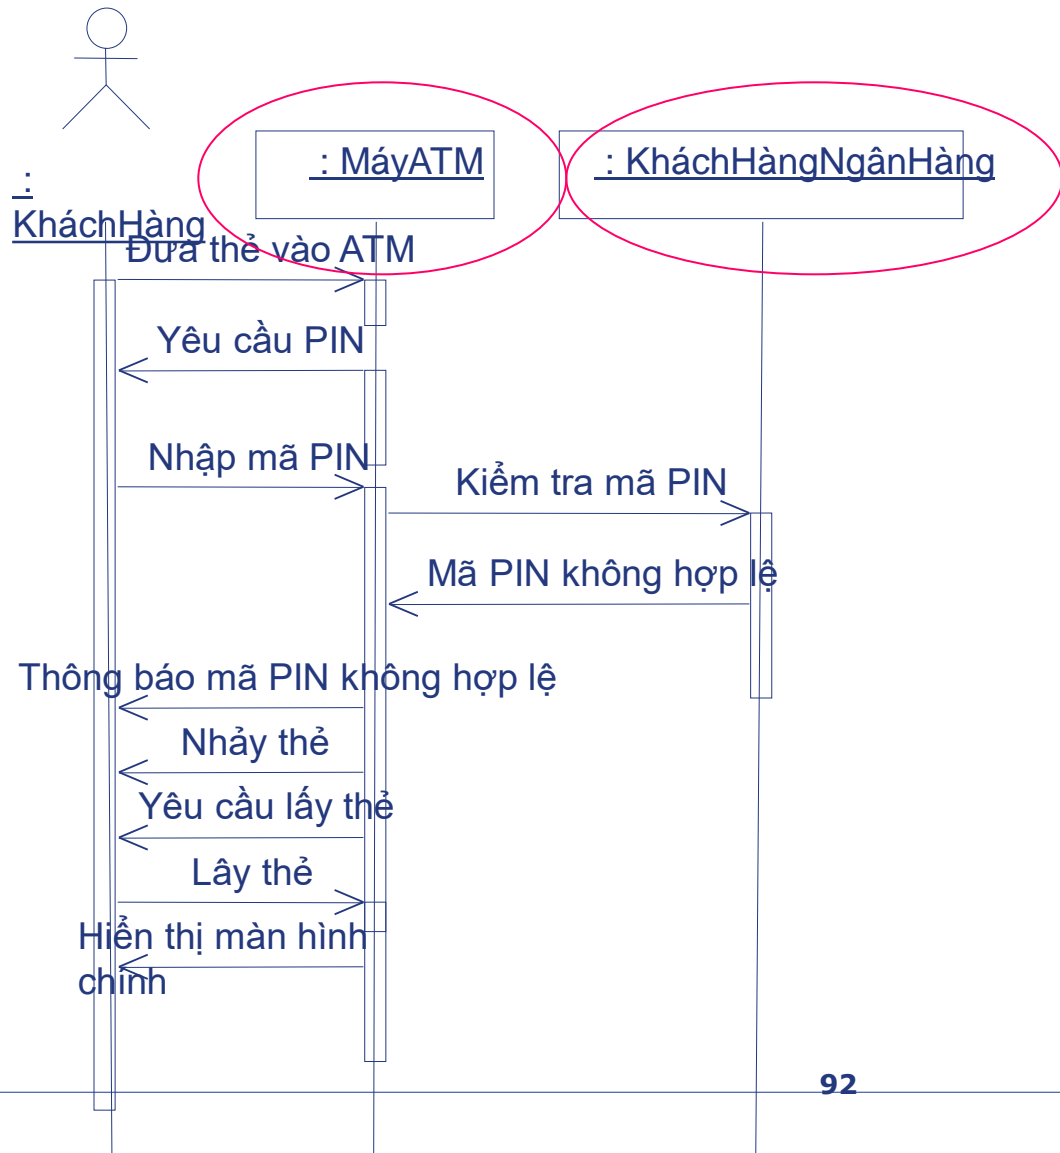 : MáyATM
: KháchHàngNgânHàng
:
KháchHàng
Đưa thẻ vào ATM
Yêu cầu PIN
Nhập mã PIN
Kiểm tra mã PIN
Mã PIN không hợp lệ
Thông báo mã PIN không hợp lệ
Nhảy thẻ
Yêu cầu lấy thẻ
Lây thẻ
Hiển thị màn hình
chính
92